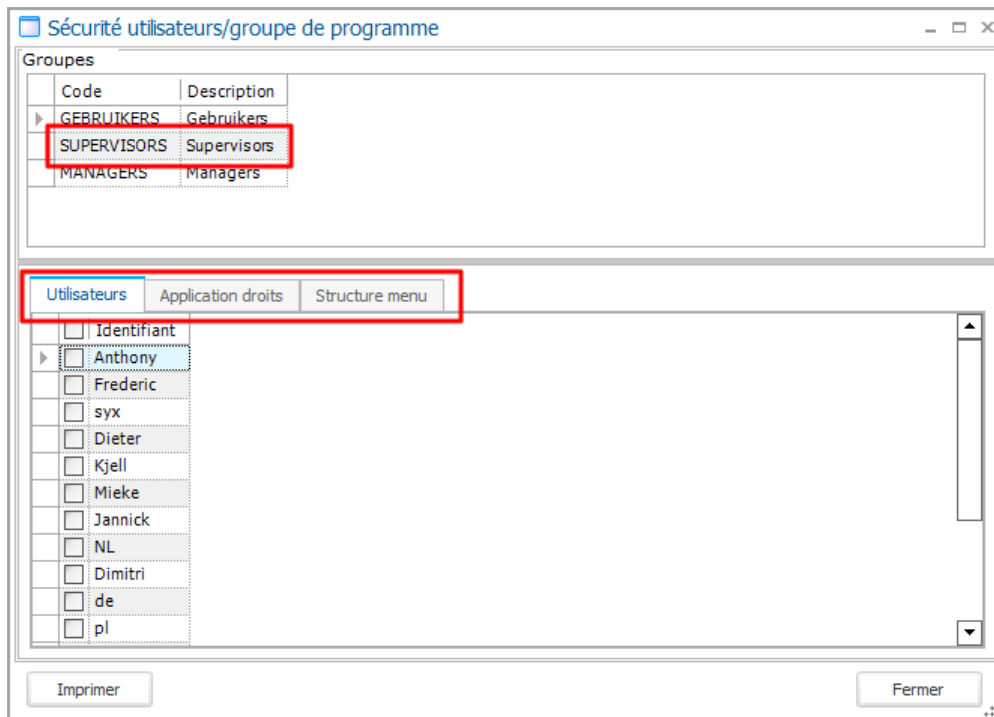 Sécurité utilisateurs/groupe de programme
Groupes
Code Description
GEBRUIKERS Gebruikers
SUPERVISORS Supervisors
MANAGERS Managers
Utilisateurs Application droits Structure menu
Identifiant
Anthony
Frederic
syx
Dieter
Kjell
Mieke
Jannick
NL
Dimitri
de
pl
Imprimer Fermer